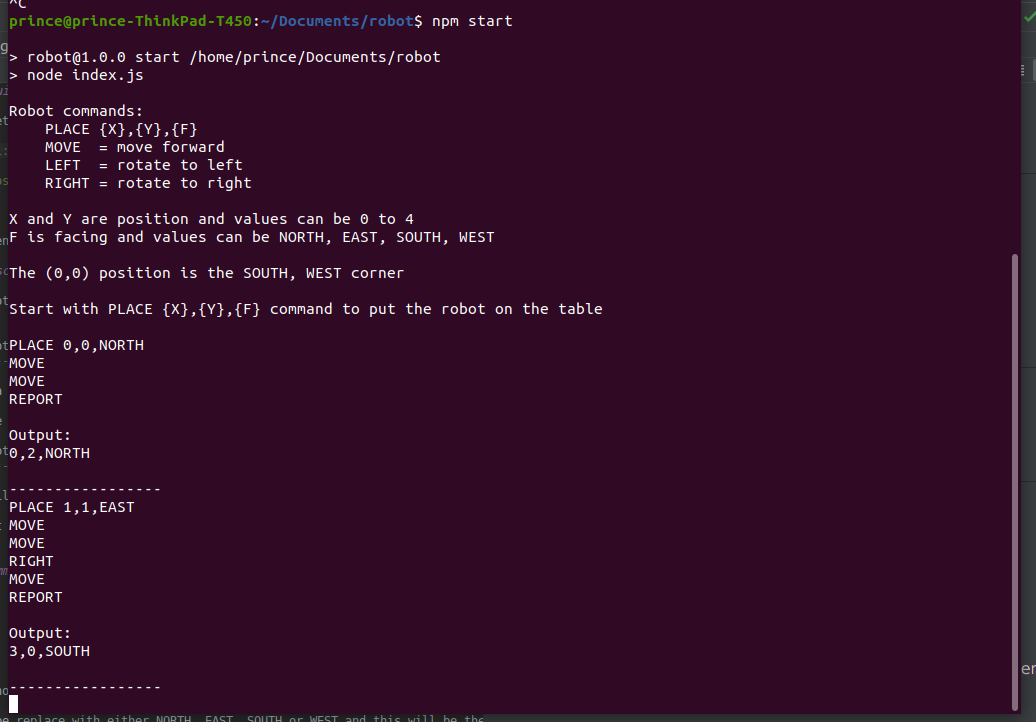 ^C
prince@prince-ThinkPad-T450:~/Documents/robot$ npm start
> robot@1.0.0 start /home/prince/Documents/robot
> node index.js
Robot commands:
PLACE {X},{Y},{F}
MOVE = move forward
LEFT = rotate to left
RIGHT = rotate to right
X and Y are position and values can be 0 to 4
F is facing and values can be NORTH, EAST, SOUTH, WEST
The (0,0) position is the SOUTH, WEST corner
Start with PLACE {X},{Y},{F} command to put the robot on the table
PLACE 0,0,NORTH
MOVE
MOVE
REPORT
Output:
0,2,NORTH
-----------------
PLACE 1,1,EAST
MOVE
MOVE
RIGHT
MOVE
REPORT
Output:
3,0,SOUTH
-----------------
replace with either NORTH, EAST, SOUTH or WEST and this will be the